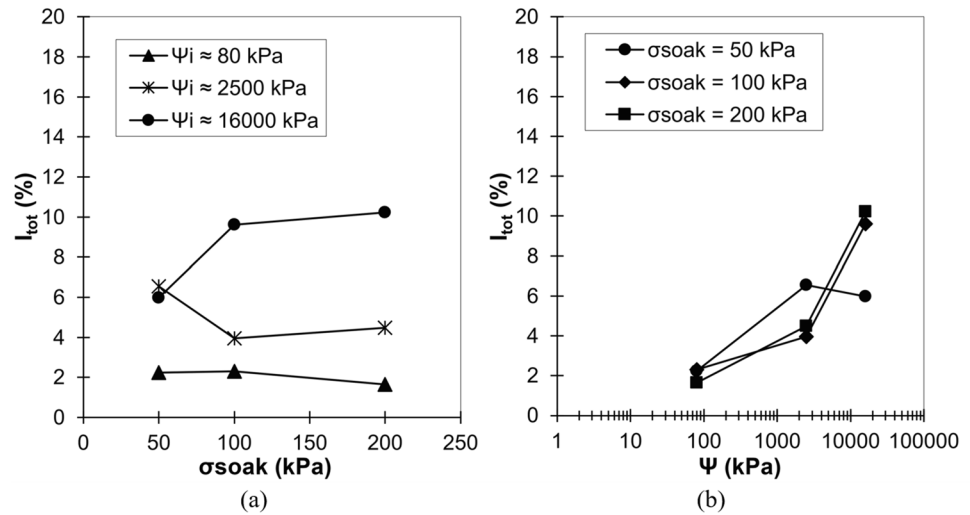 20
18
16
14
12
10
8
6
4
2
0
I_tot (%)
Ψi ≈ 80 kPa
Ψi ≈ 2500 kPa
Ψi ≈ 16000 kPa
0 50 100 150 200 250
σsoak (kPa)
(a)
20
18
16
14
12
10
8
6
4
2
0
I_tot (%)
σsoak = 50 kPa
σsoak = 100 kPa
σsoak = 200 kPa
1 10 100 1000 10000 100000
Ψ (kPa)
(b)